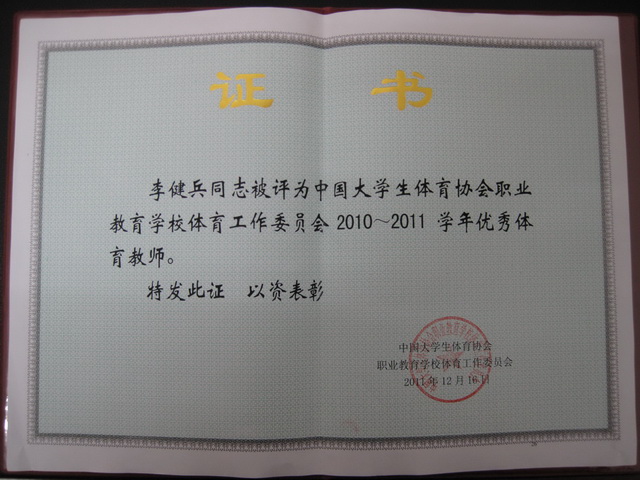 证 书
李健兵同志被评为中国大学生体育协会职业
教育学校体育工作委员会 2010～2011 学年优秀体
育教师。
特发此证 以资表彰
中国大学生体育协会
职业教育学校体育工作委员会
2011年12月16日